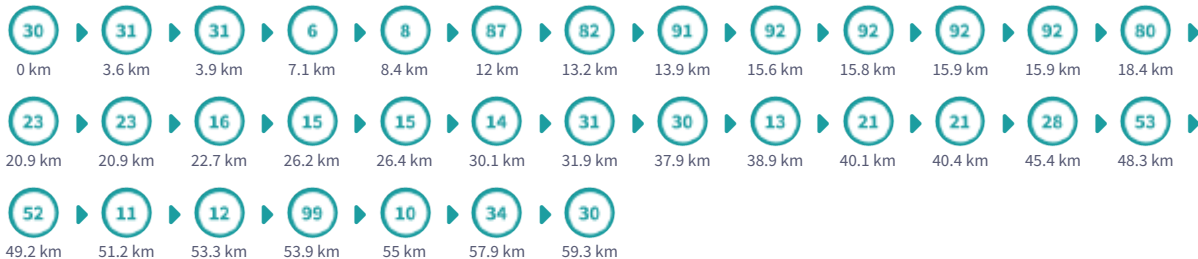 30 31 31 6 8 87 82 91 92 92 92 92 80
0 km 3.6 km 3.9 km 7.1 km 8.4 km 12 km 13.2 km 13.9 km 15.6 km 15.8 km 15.9 km 15.9 km 18.4 km
23 23 16 15 15 14 31 30 13 21 21 28 53
20.9 km 20.9 km 22.7 km 26.2 km 26.4 km 30.1 km 31.9 km 37.9 km 38.9 km 40.1 km 40.4 km 45.4 km 48.3 km
52 11 12 99 10 34 30
49.2 km 51.2 km 53.3 km 53.9 km 55 km 57.9 km 59.3 km